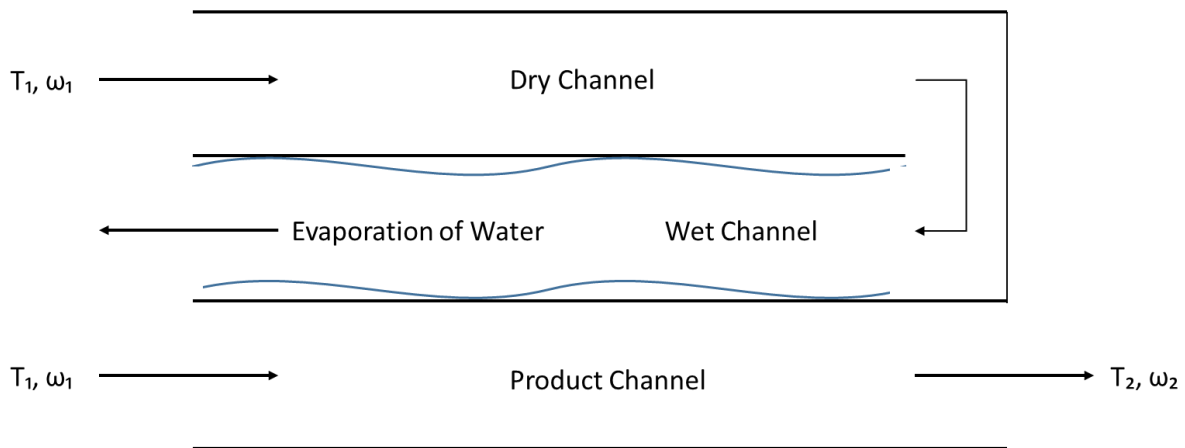 T₁, ω₁
Dry Channel
Evaporation of Water
Wet Channel
T₁, ω₁
Product Channel
T₂, ω₂